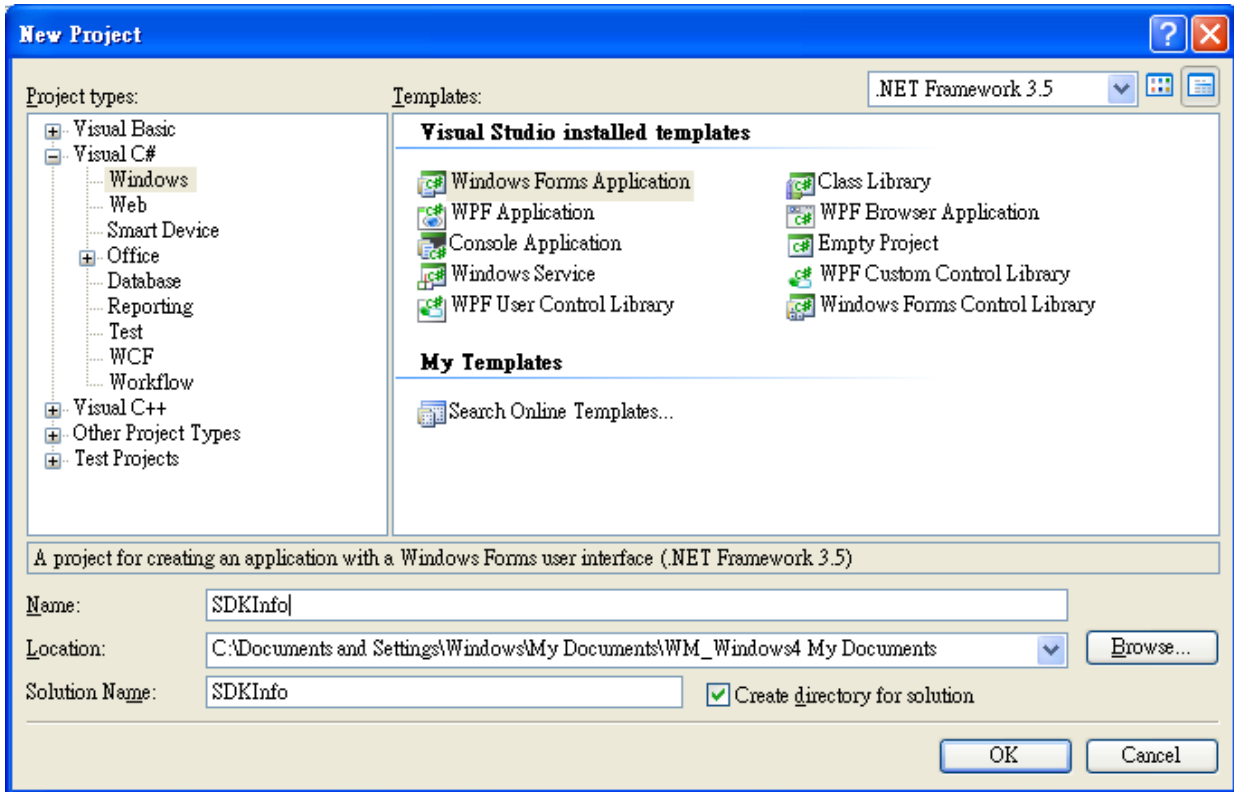 New Project
Project types:
Templates:
.NET Framework 3.5
Visual Basic
Visual C#
Windows
Web
Smart Device
Office
Database
Reporting
Test
WCF
Workflow
Visual C++
Other Project Types
Test Projects
Visual Studio installed templates
Windows Forms Application
Class Library
WPF Application
WPF Browser Application
Console Application
Empty Project
Windows Service
WPF Custom Control Library
WPF User Control Library
Windows Forms Control Library
My Templates
Search Online Templates...
A project for creating an application with a Windows Forms user interface (.NET Framework 3.5)
Name:
SDKInfo
Location:
C:\Documents and Settings\Windows\My Documents\WM_Windows4 My Documents
Browse...
Solution Name:
SDKInfo
Create directory for solution
OK
Cancel